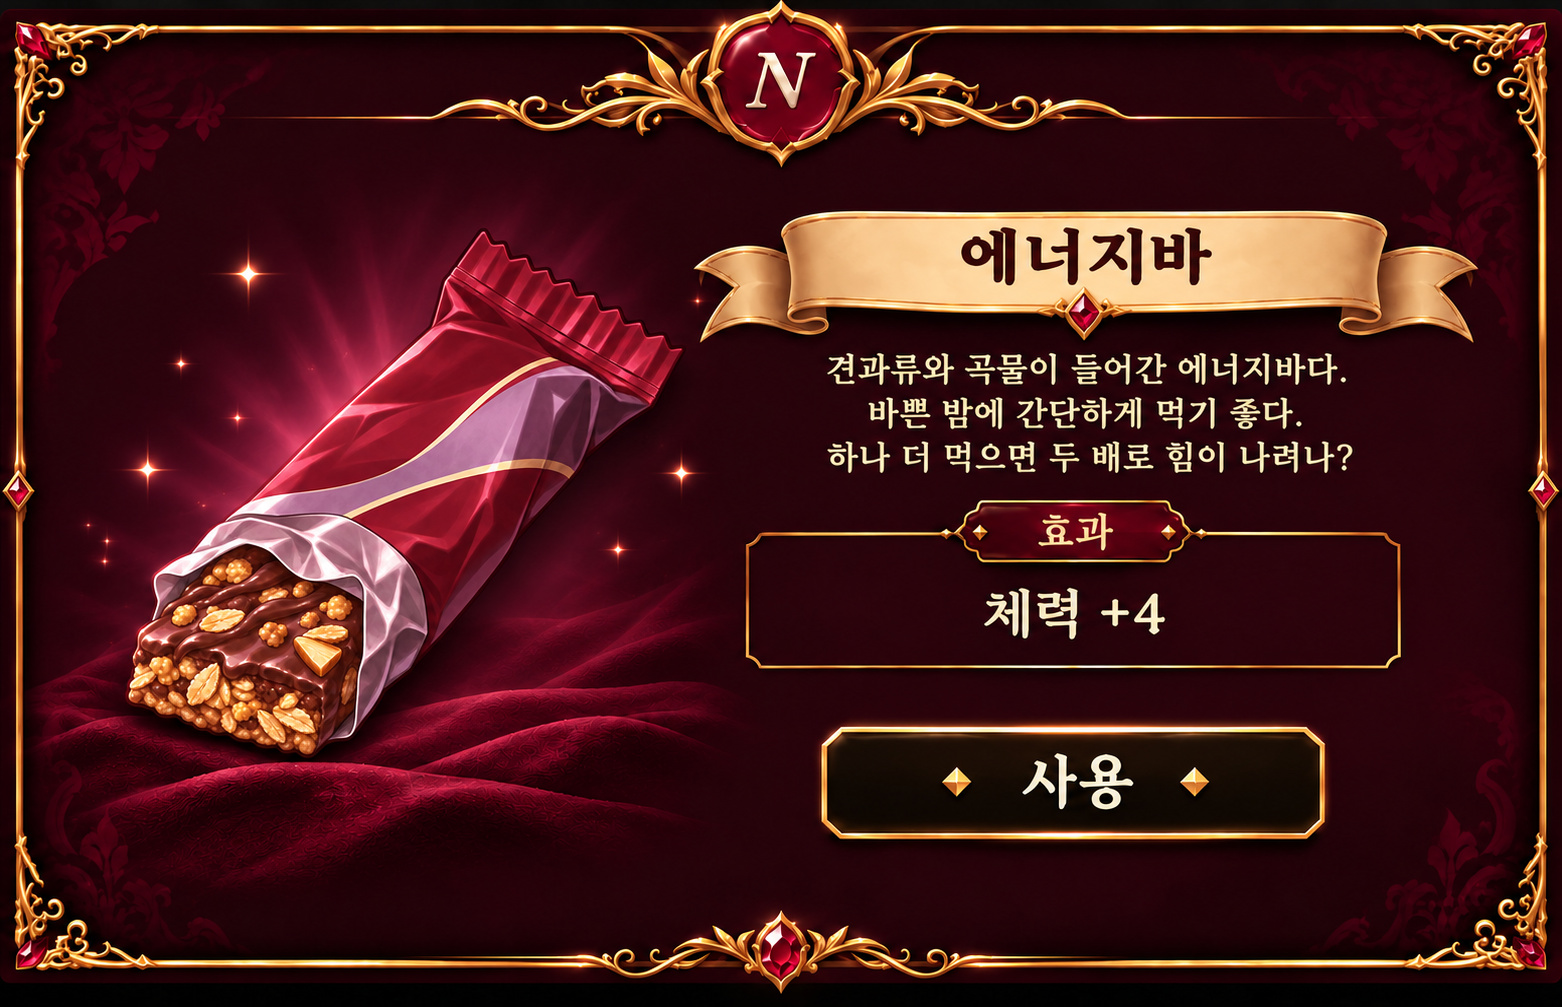 N
에너지바
견과류와 곡물이 들어간 에너지바다.
바쁜 밤에 간단하게 먹기 좋다.
하나 더 먹으면 두 배로 힘이 나려나?
효과
체력 +4
사용